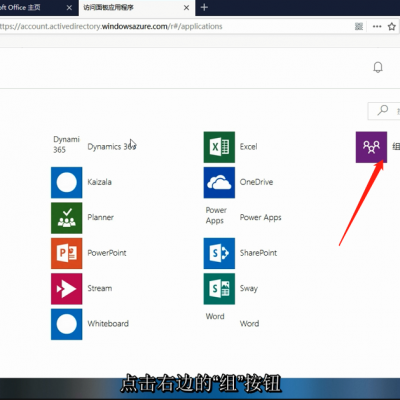 oft Office 主页
访问面板应用程序
https://account.activedirectory.windowsazure.com/r#/applications
Dynami
365
Dynamics 365
Excel
组
Kaizala
OneDrive
Planner
Power
Apps
Power Apps
PowerPoint
SharePoint
Stream
Sway
Whiteboard
Word
Word
点击右边的“组”按钮